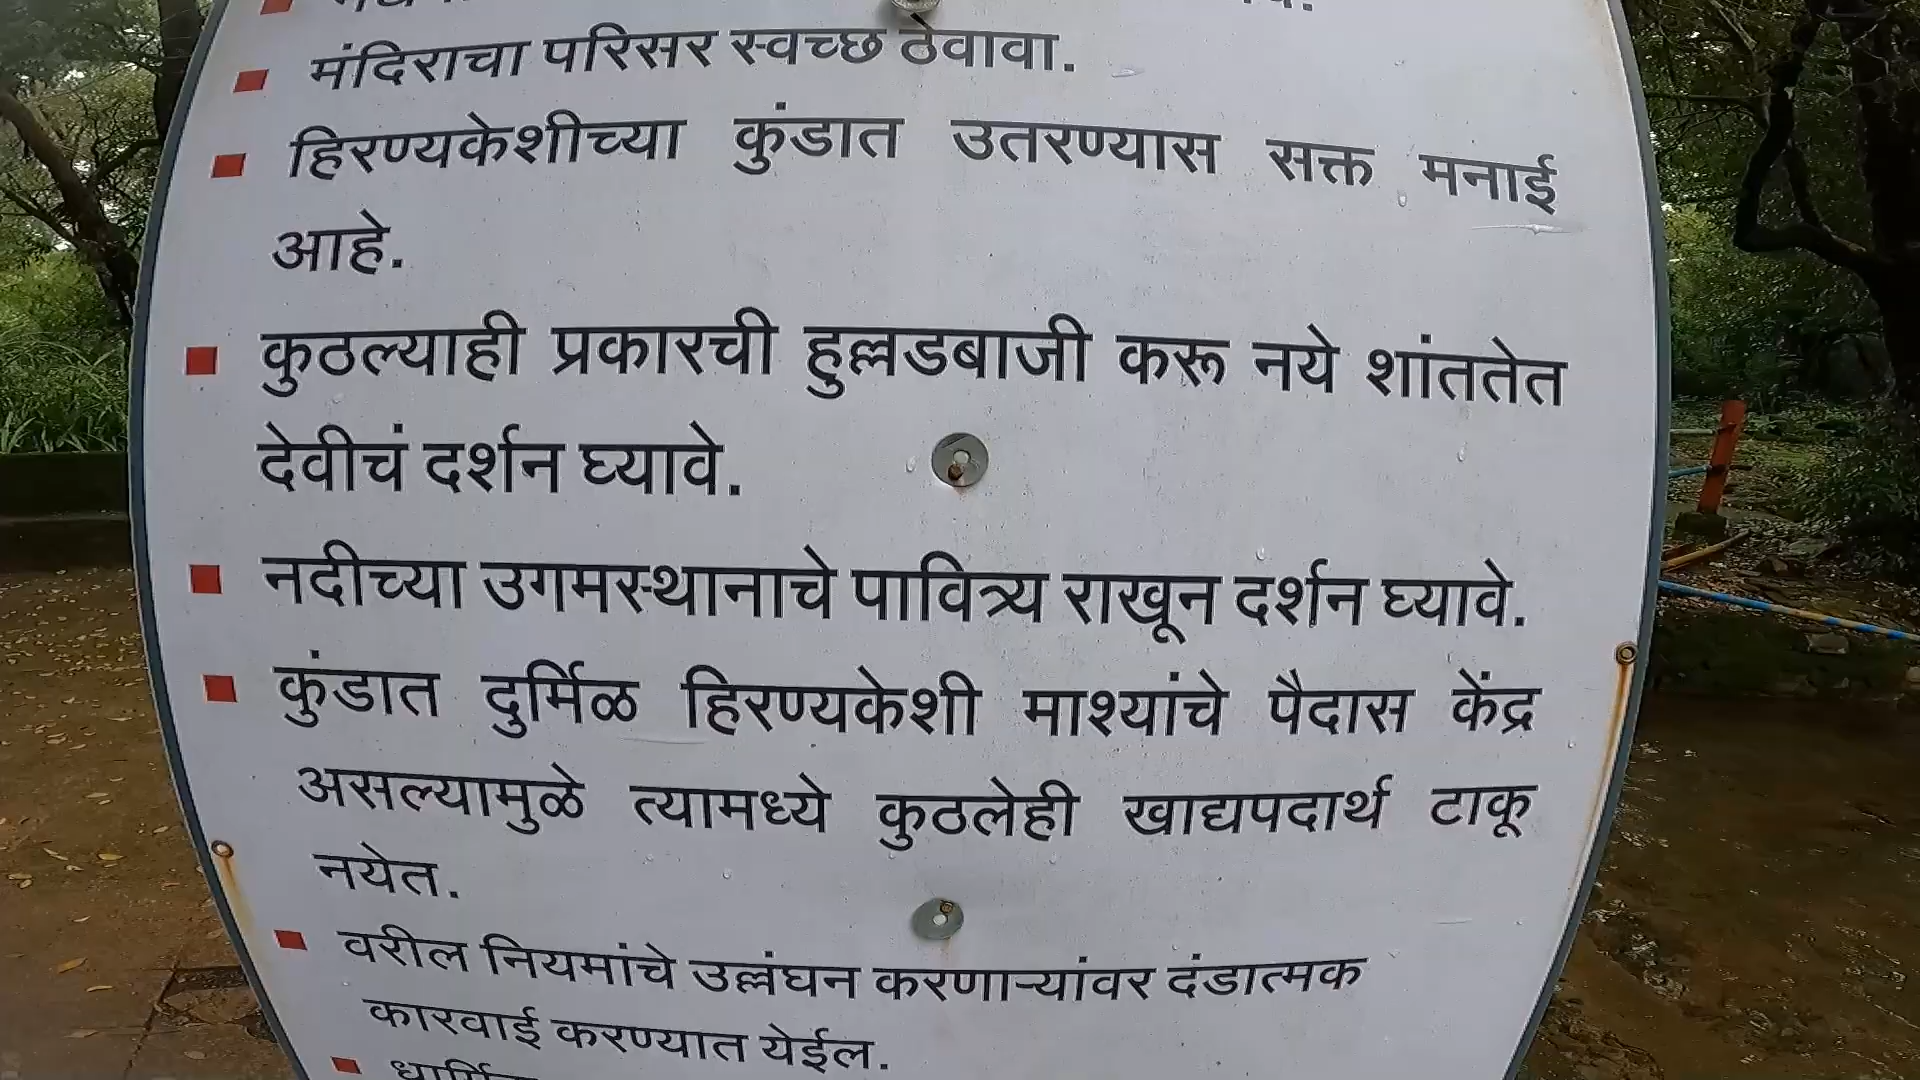 मंदिराचा परिसर स्वच्छ ठेवावा.
हिरण्यकेशीच्या कुंडात उतरण्यास सक्त मनाई
आहे.
कुठल्याही प्रकारची हुल्लडबाजी करू नये शांततेत
देवीचं दर्शन घ्यावे.
नदीच्या उगमस्थानाचे पावित्र्य राखून दर्शन घ्यावे.
कुंडात दुर्मिळ हिरण्यकेशी माश्यांचे पैदास केंद्र
असल्यामुळे त्यामध्ये कुठलेही खाद्यपदार्थ टाकू
नयेत.
वरील नियमांचे उल्लंघन करणाऱ्यांवर दंडात्मक
कारवाई करण्यात येईल.